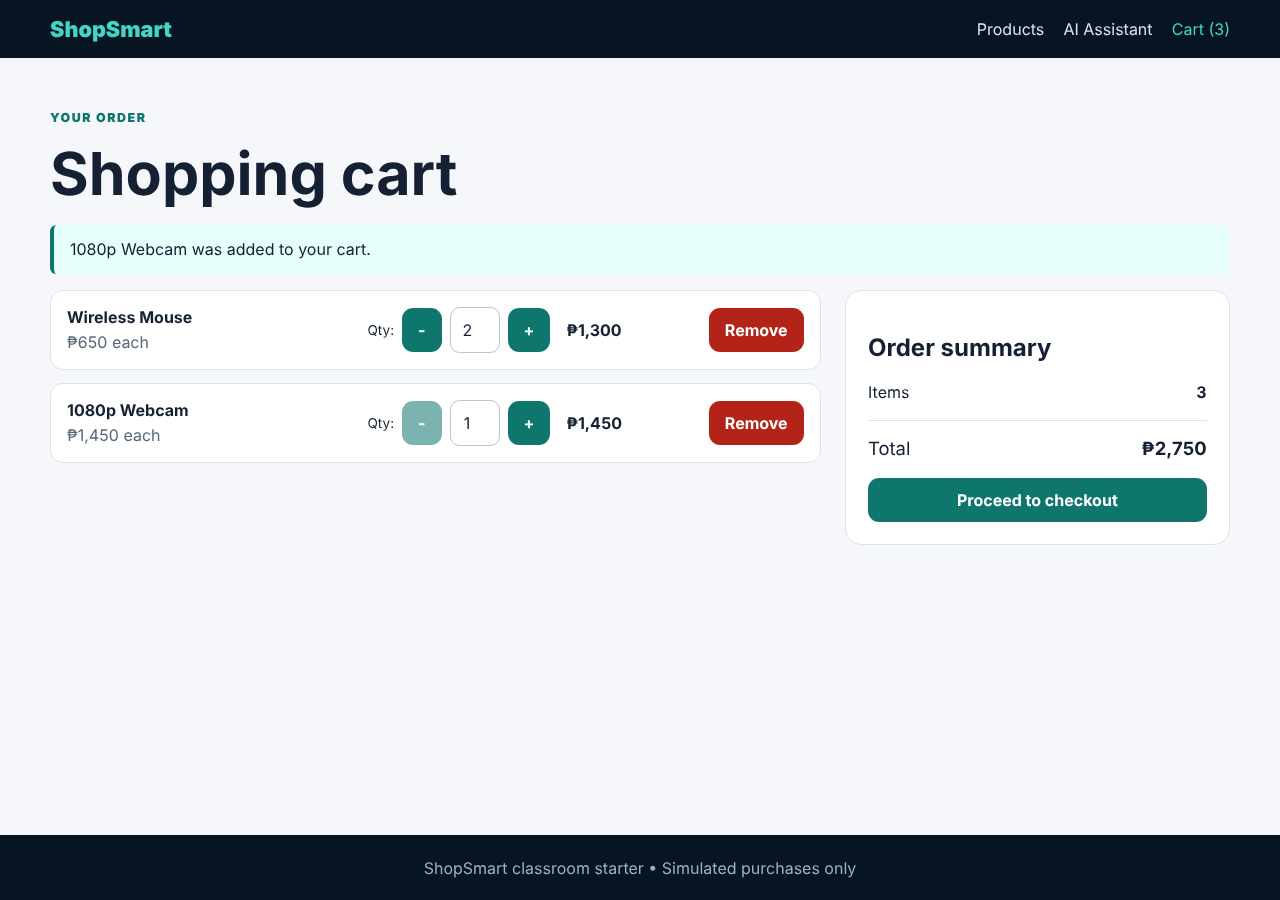 ShopSmart
Products AI Assistant Cart (3)
YOUR ORDER
Shopping cart
1080p Webcam was added to your cart.
Wireless Mouse
₱650 each
Qty: - 2 + ₱1,300 Remove
1080p Webcam
₱1,450 each
Qty: - 1 + ₱1,450 Remove
Order summary
Items 3
Total ₱2,750
Proceed to checkout
ShopSmart classroom starter • Simulated purchases only